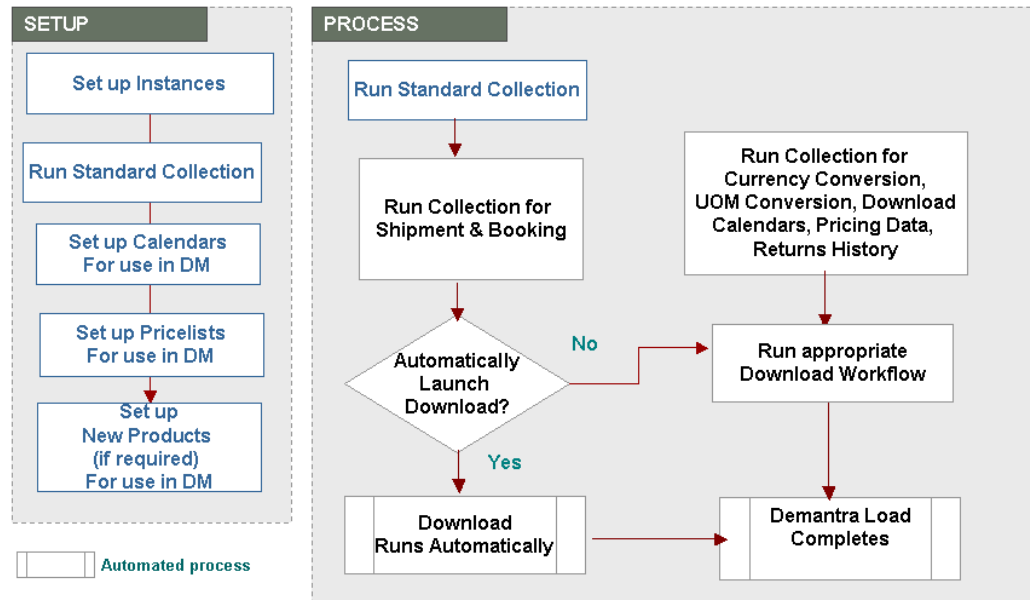 SETUP
Set up Instances
Run Standard Collection
Set up Calendars
For use in DM
Set up Pricelists
For use in DM
Set up
New Products
(if required)
For use in DM
Automated process
PROCESS
Run Standard Collection
Run Collection for
Shipment & Booking
Run Collection for
Currency Conversion,
UOM Conversion, Download
Calendars, Pricing Data,
Returns History
Automatically
Launch
Download?
No
Yes
Run appropriate
Download Workflow
Download
Runs Automatically
Demantra Load
Completes